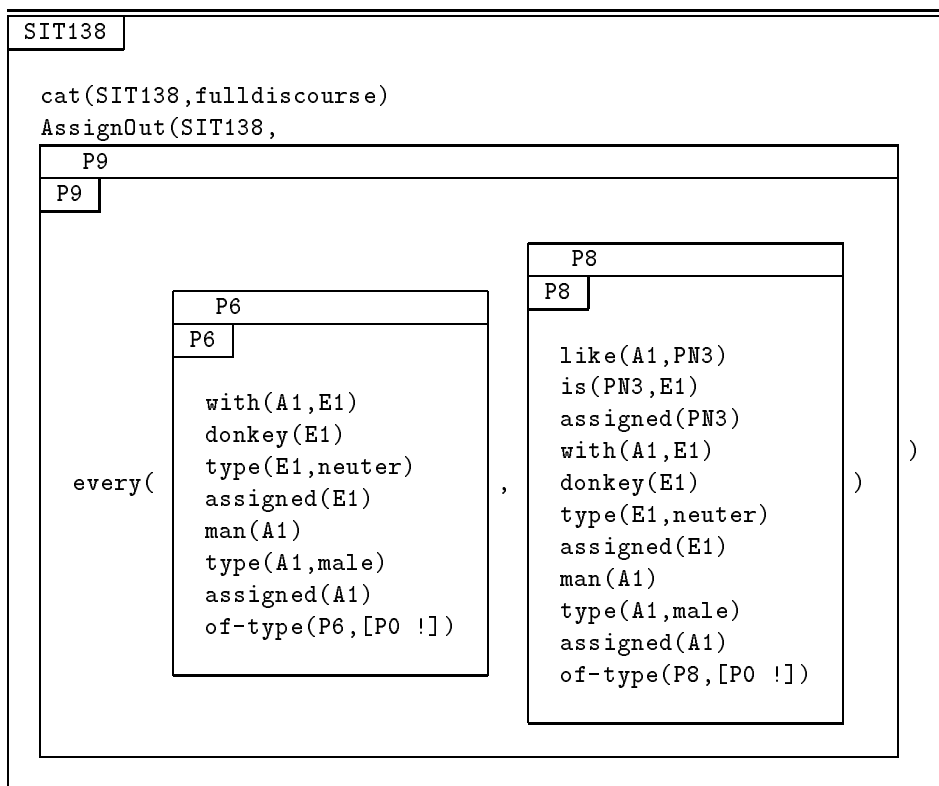 SIT138
cat(SIT138,fulldiscourse)
AssignOut(SIT138,
P9
P9
every(
P6
P6
with(A1,E1)
donkey(E1)
type(E1,neuter)
assigned(E1)
man(A1)
type(A1,male)
assigned(A1)
of-type(P6,[P0 !])
,
P8
P8
like(A1,PN3)
is(PN3,E1)
assigned(PN3)
with(A1,E1)
donkey(E1)
type(E1,neuter)
assigned(E1)
man(A1)
type(A1,male)
assigned(A1)
of-type(P8,[P0 !])
)
)